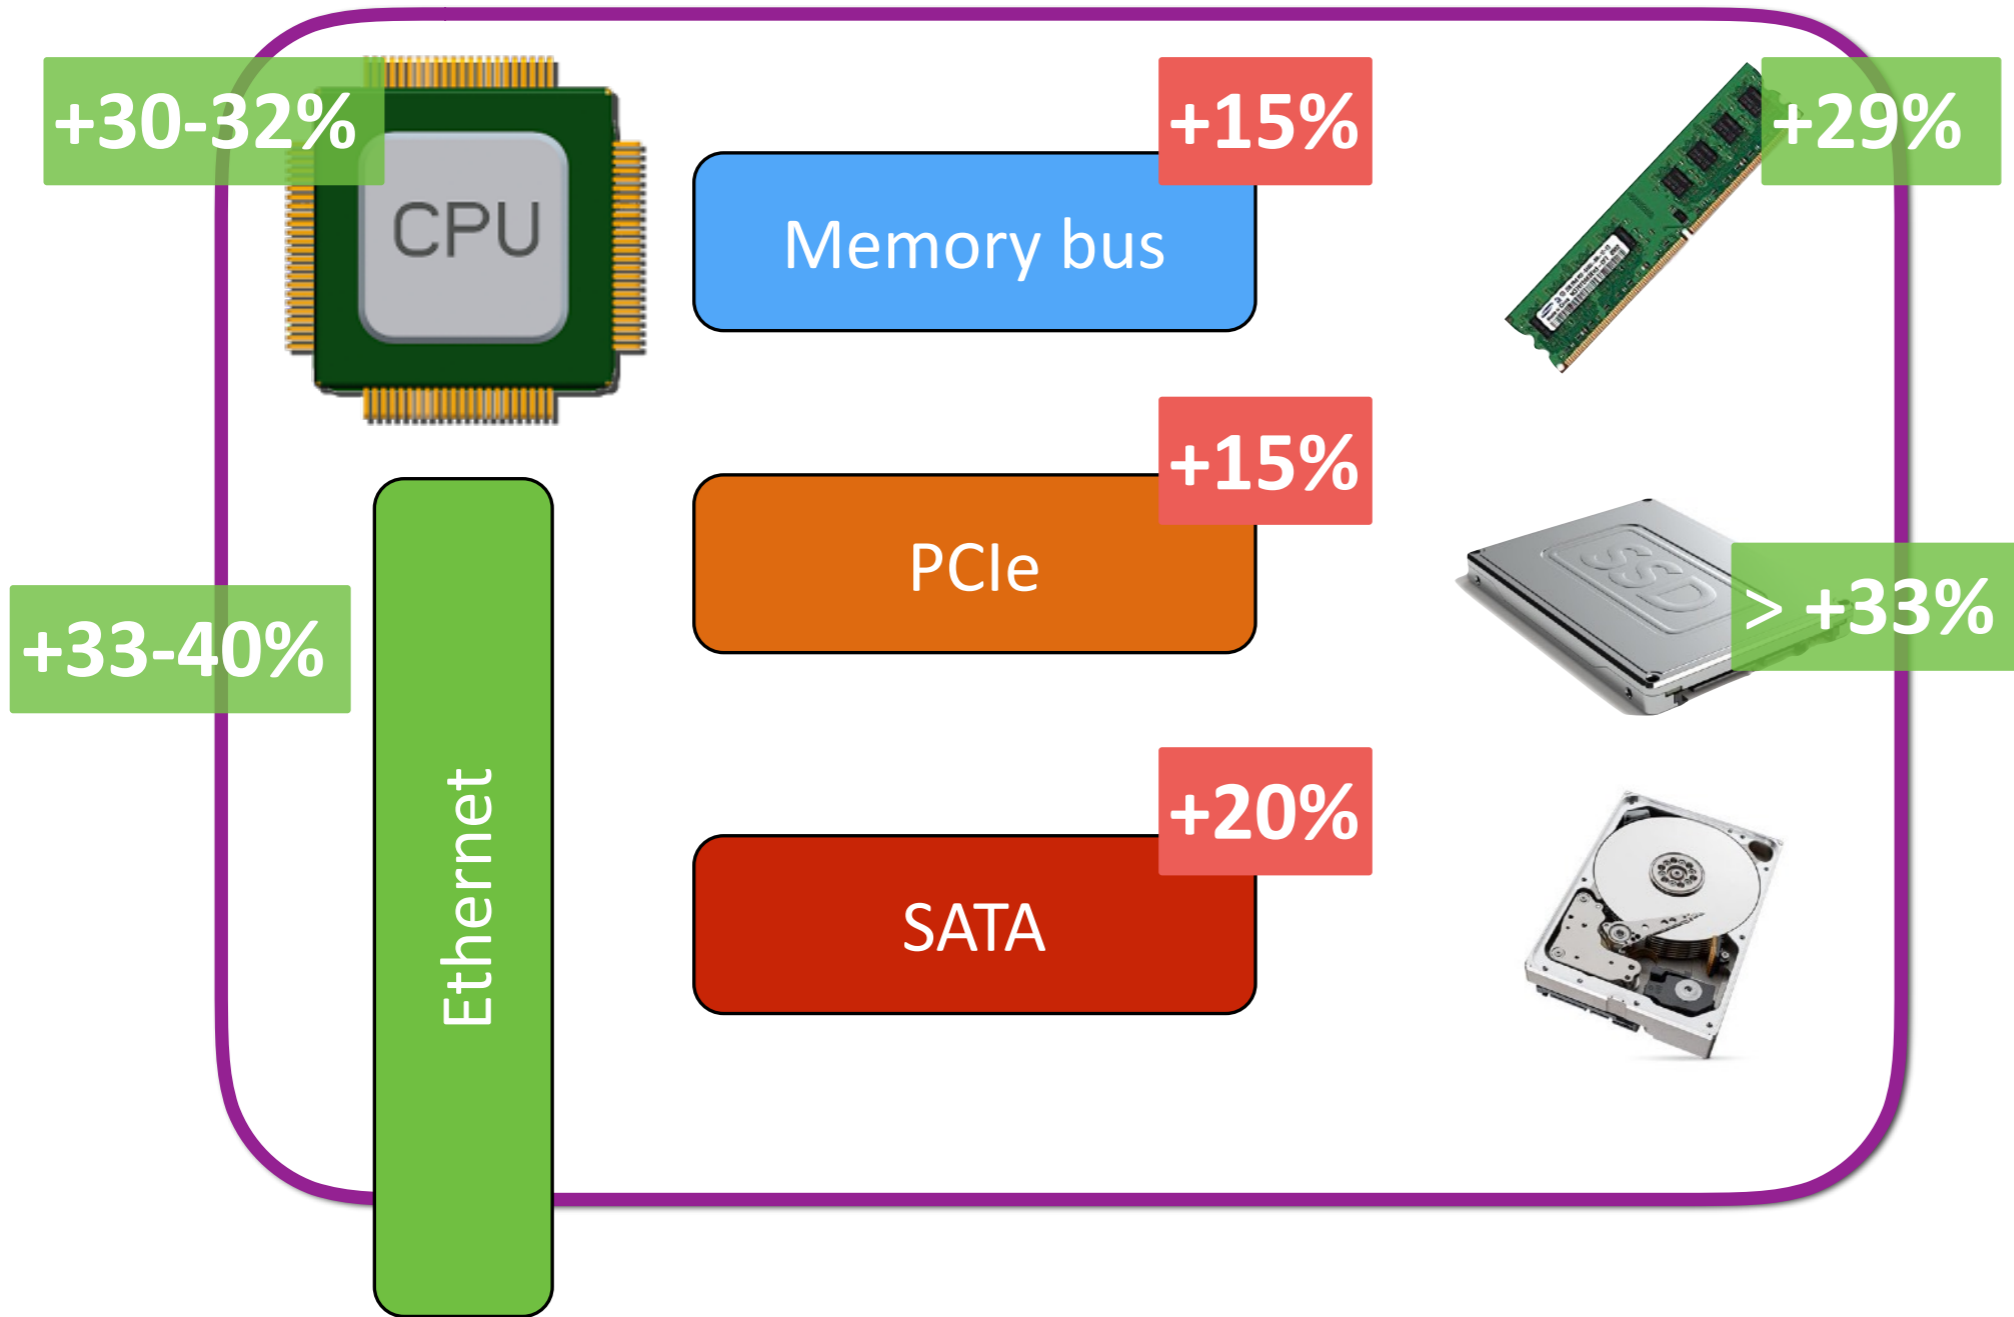 +30-32%
CPU
+15%
Memory bus
+29%
+15%
PCIe
SSD
> +33%
+33-40%
Ethernet
+20%
SATA